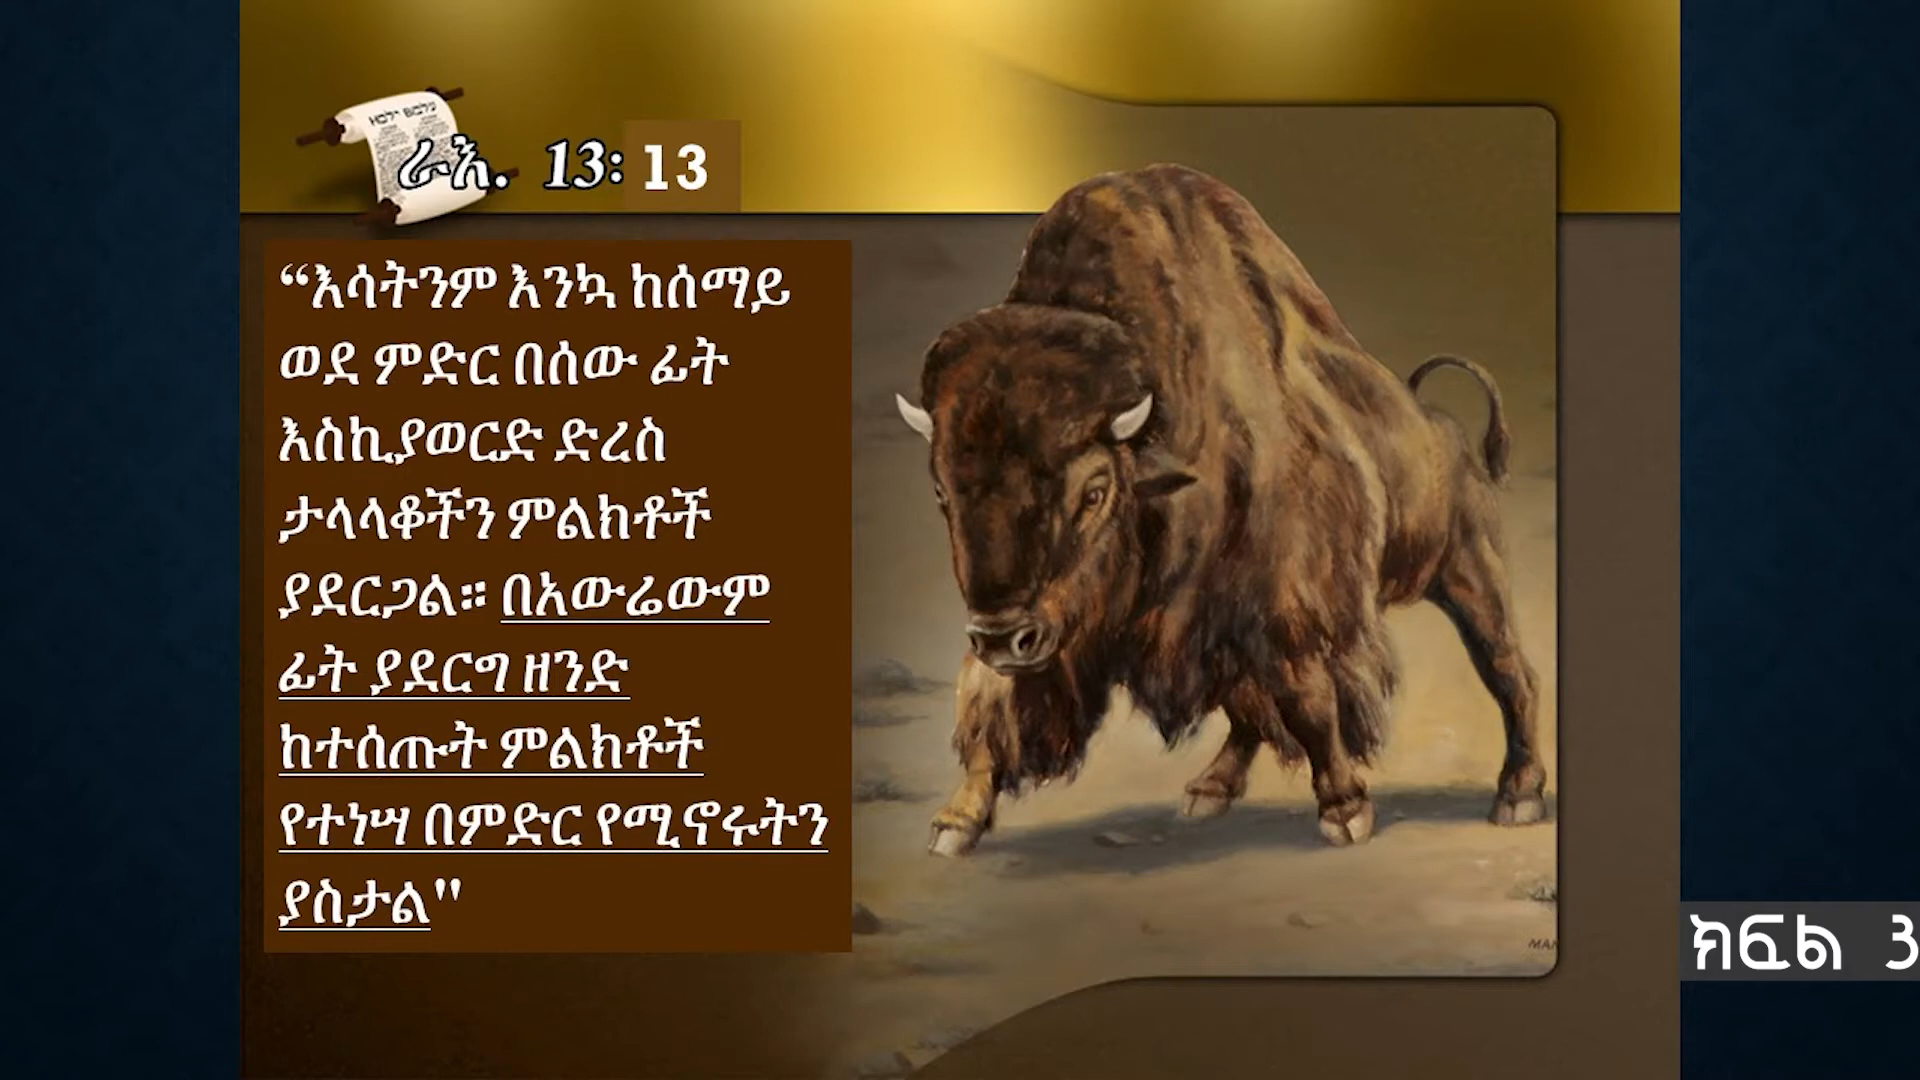 ራእ. 13: 13
“እሳትንም እንኳ ከሰማይ
ወደ ምድር በሰው ፊት
እስኪያወርድ ድረስ
ታላላቆችን ምልክቶች
ያደርጋል። በአውሬውም
ፊት ያደርግ ዘንድ
ከተሰጡት ምልክቶች
የተነሣ በምድር የሚኖሩትን
ያስታል"
ክፍል 3